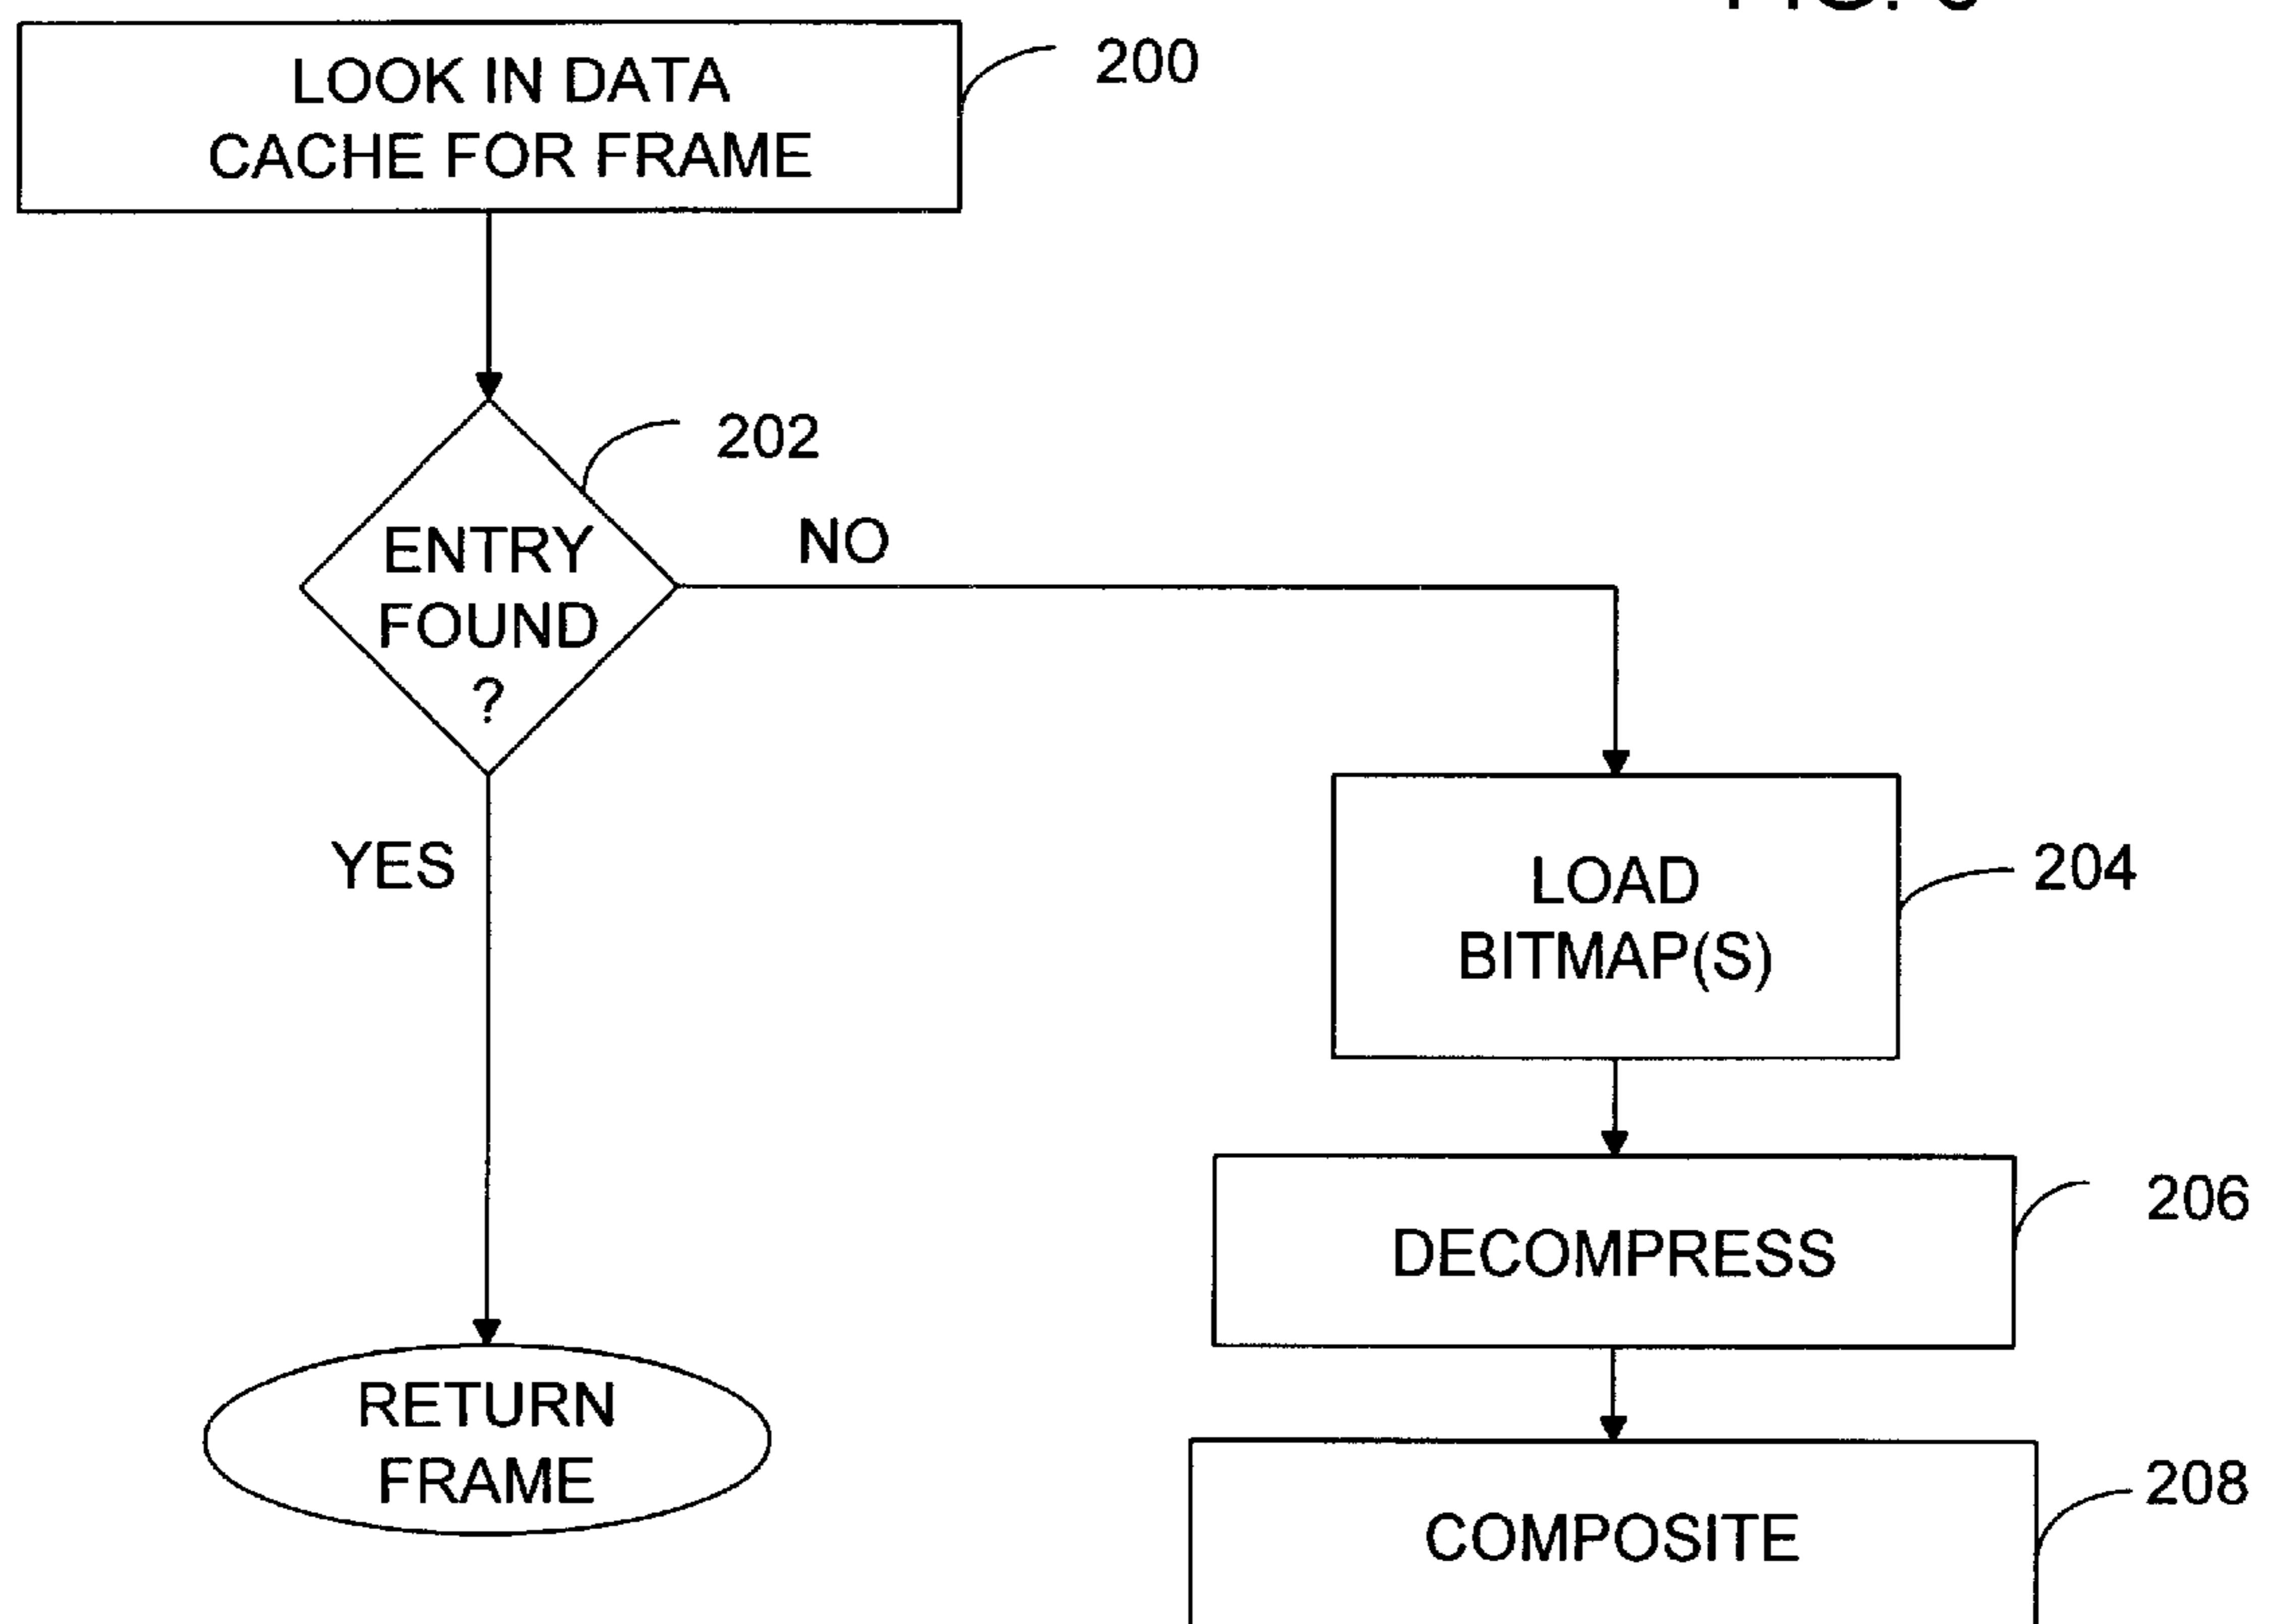 LOOK IN DATA
CACHE FOR FRAME
200
202
ENTRY
FOUND
?
NO
YES
LOAD
BITMAP(S)
204
DECOMPRESS
206
RETURN
FRAME
COMPOSITE
208